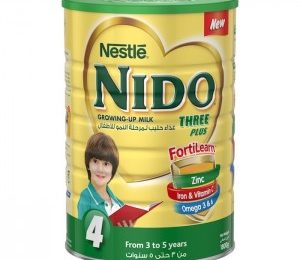 New
Nestlé
NIDO
GROWING-UP MILK
غذاء حليب لمرحلة النمو للأطفال
THREE
PLUS
FortiLearn
Zinc
Iron & Vitamin C
Omega 3 & 6
4
From 3 to 5 years
من ٣ حتى ٥ سنوات